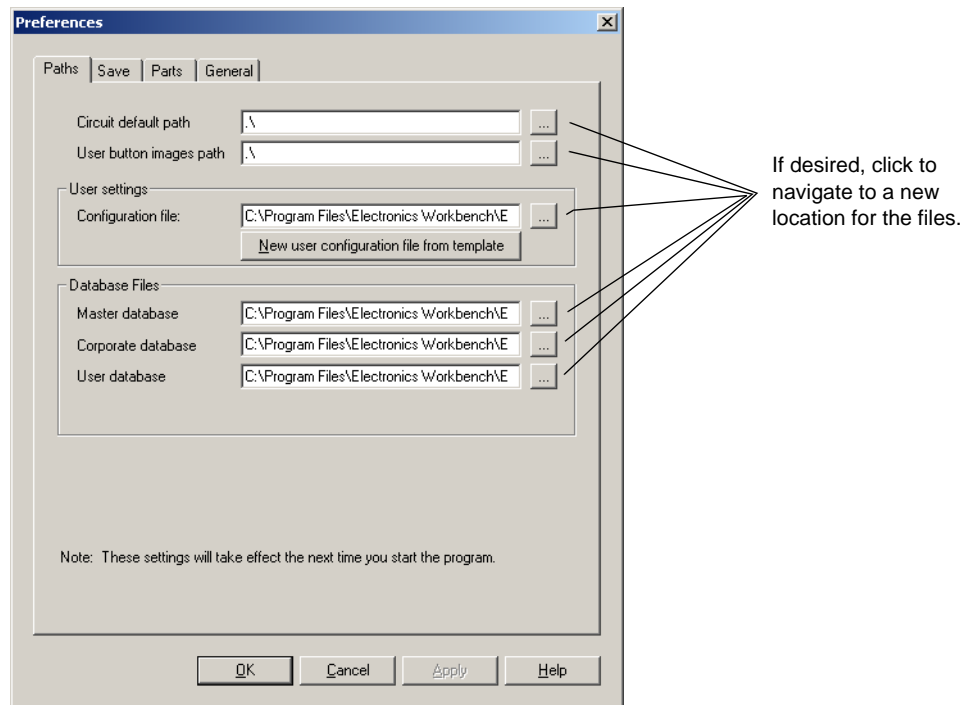 Preferences
Paths Save Parts General
Circuit default path .\ ...
User button images path .\ ...
User settings
Configuration file: C:\Program Files\Electronics Workbench\E ...
New user configuration file from template
Database Files
Master database C:\Program Files\Electronics Workbench\E ...
Corporate database C:\Program Files\Electronics Workbench\E ...
User database C:\Program Files\Electronics Workbench\E ...
Note: These settings will take effect the next time you start the program.
OK Cancel Apply Help
If desired, click to
navigate to a new
location for the files.